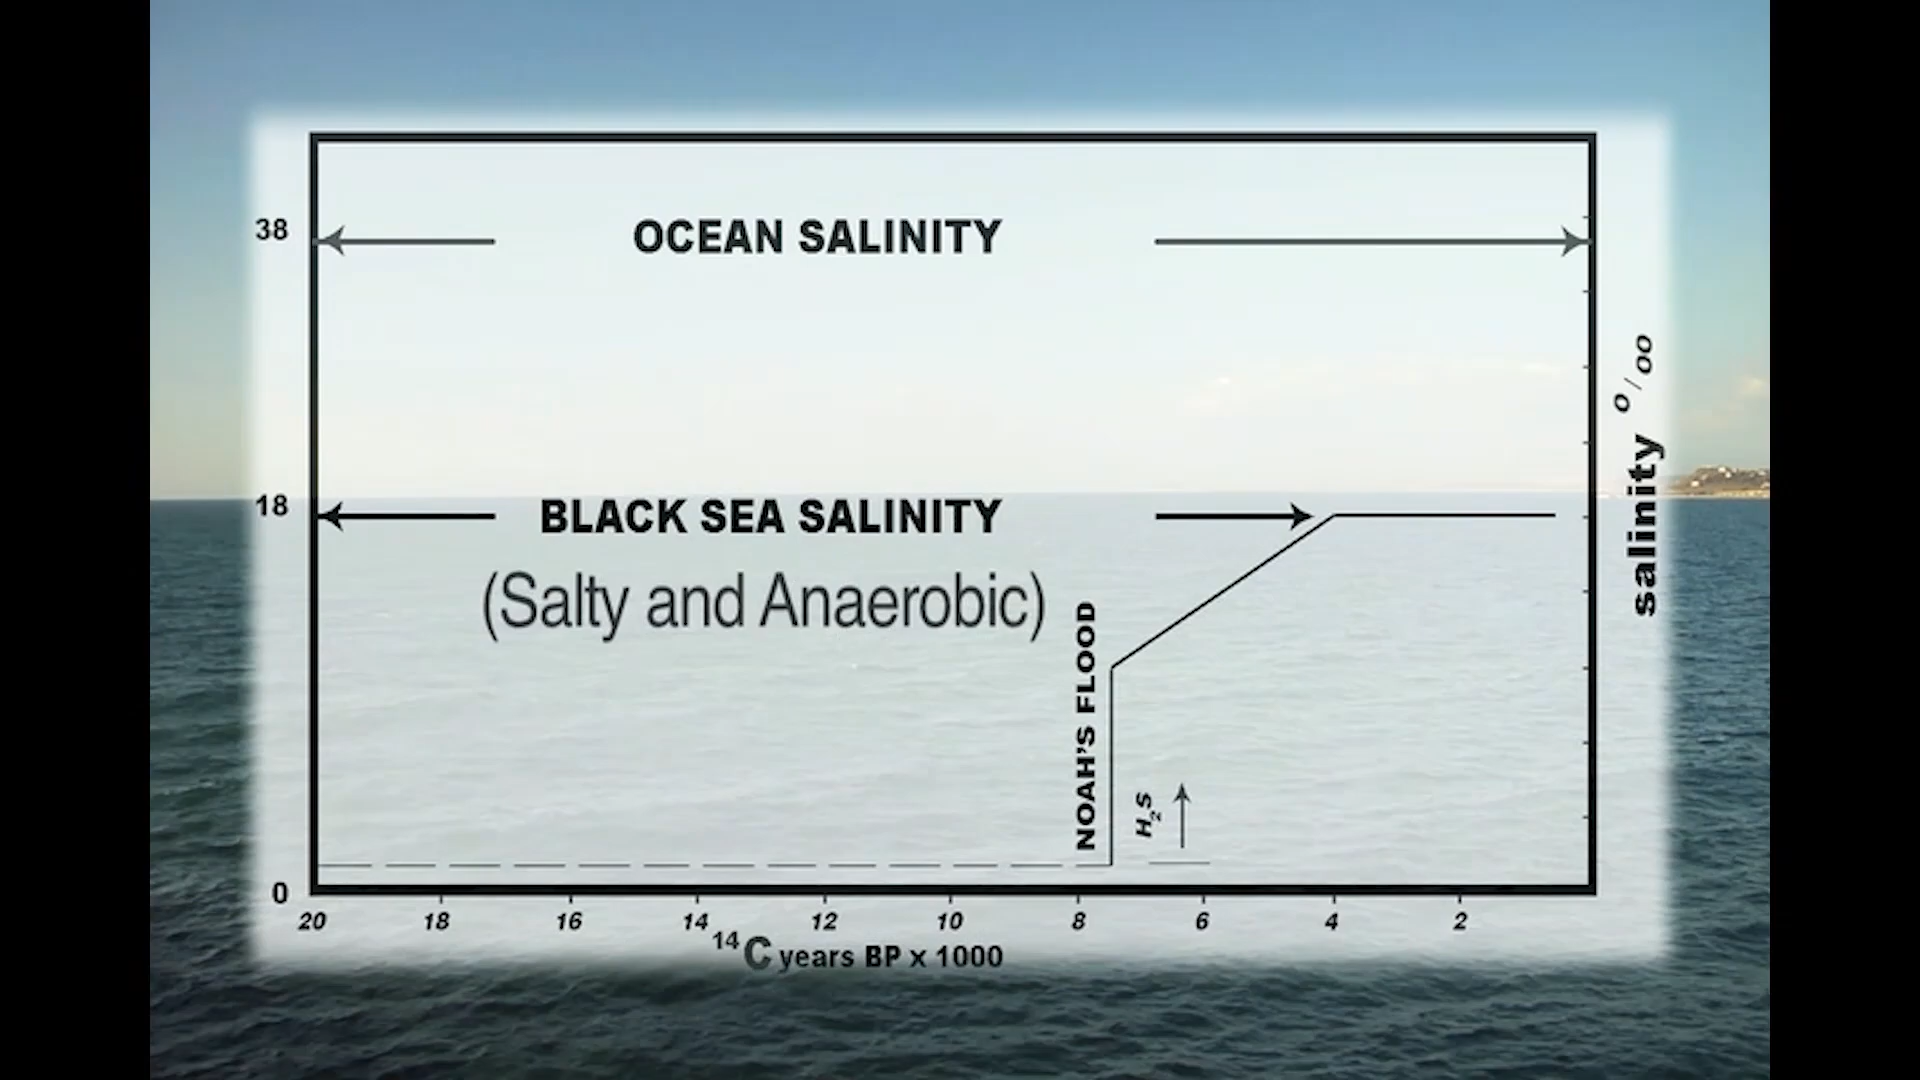 38
OCEAN SALINITY
18
BLACK SEA SALINITY
(Salty and Anaerobic)
NOAH'S FLOOD
H₂S
salinity o/oo
0
20 18 16 14 12 10 8 6 4 2
¹⁴C years BP x 1000